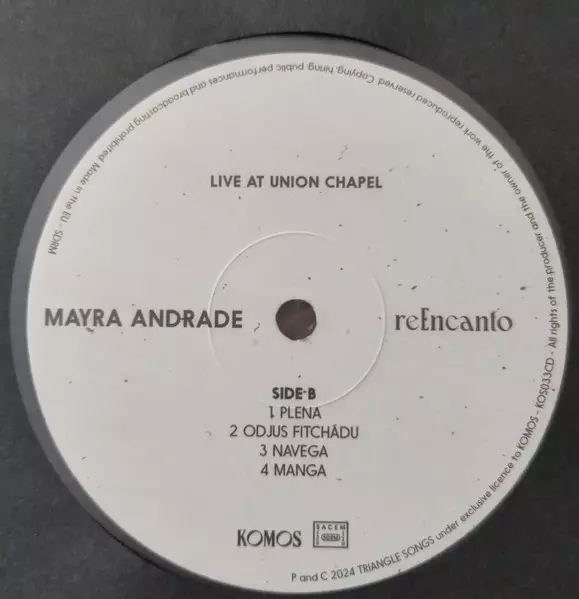 LIVE AT UNION CHAPEL
MAYRA ANDRADE
reEncanto
SIDE-B
1 PLENA
2 ODJUS FITCHÁDU
3 NAVEGA
4 MANGA
KOMOS
SACEM
SDRM
P and C 2024 TRIANGLE SONGS under exclusive licence to KOMOS - KOS033CD - All rights of the producer and the owner of the work reproduced reserved. Copying, hiring, public performances and broadcasting prohibited Made in the EU - SDRM